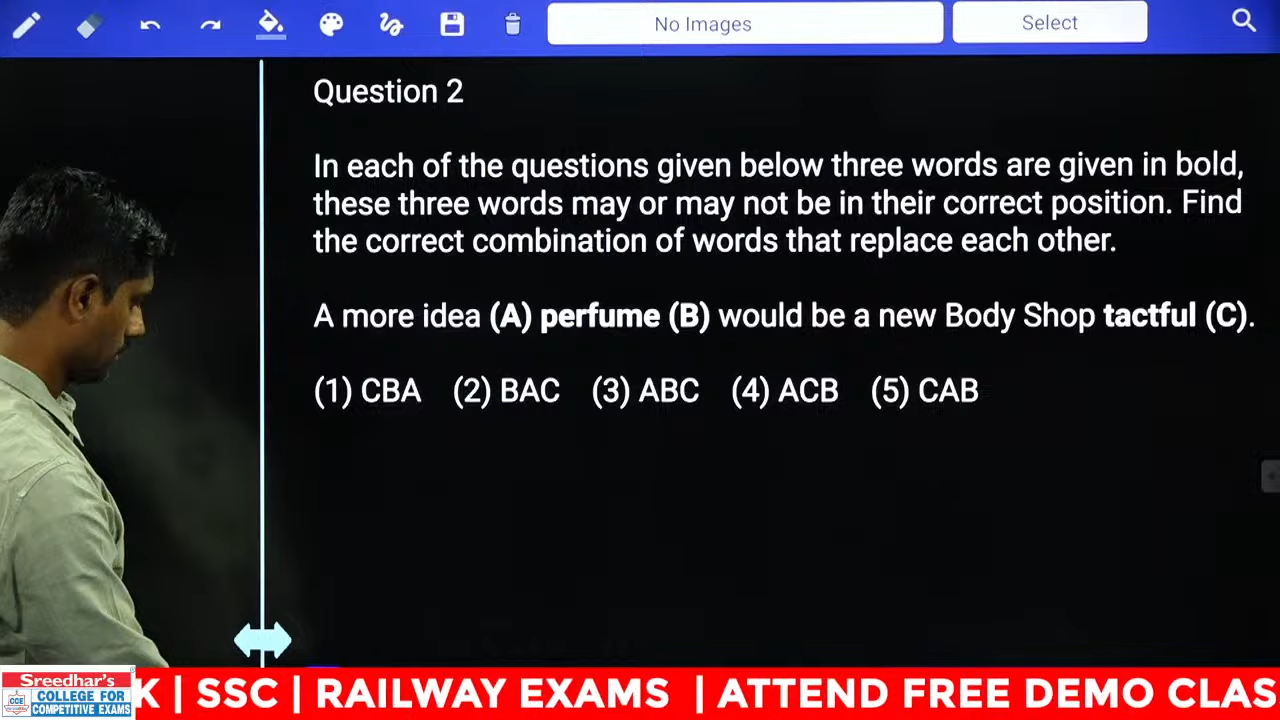 No Images
Select
Question 2
In each of the questions given below three words are given in bold,
these three words may or may not be in their correct position. Find
the correct combination of words that replace each other.
A more idea (A) perfume (B) would be a new Body Shop tactful (C).
(1) CBA (2) BAC (3) ABC (4) ACB (5) CAB
Sreedhar's
CCE
COLLEGE FOR
COMPETITIVE EXAMS
K | SSC | RAILWAY EXAMS | ATTEND FREE DEMO CLAS